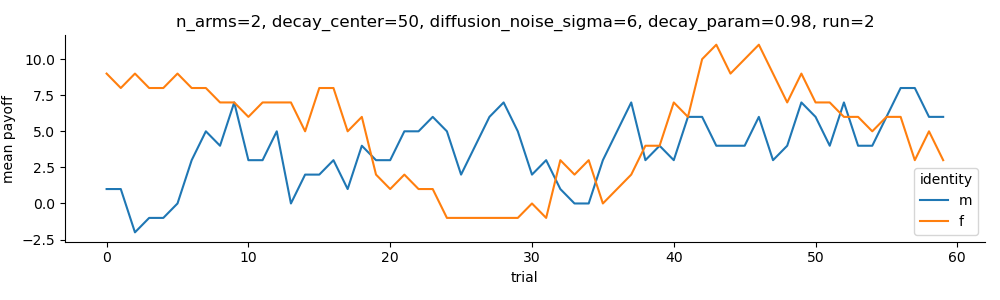 n_arms=2, decay_center=50, diffusion_noise_sigma=6, decay_param=0.98, run=2
mean payoff
10.0
7.5
5.0
2.5
0.0
−2.5
0
10
20
30
40
50
60
trial
identity
m
f